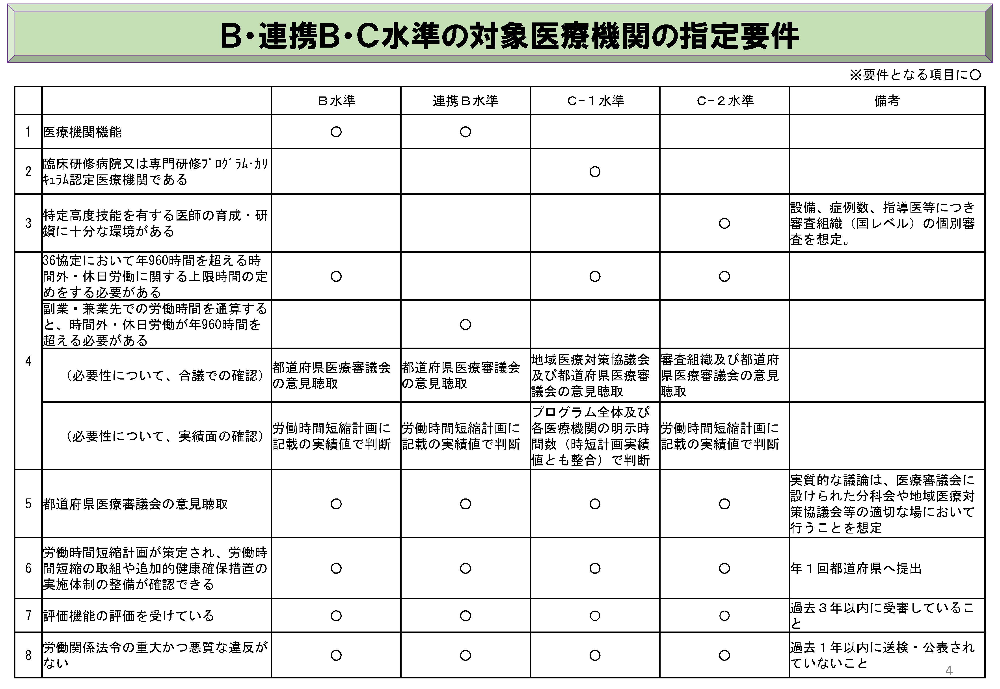 B･連携B･C水準の対象医療機関の指定要件
※要件となる項目に○
Ｂ水準
連携Ｂ水準
Ｃ-１水準
Ｃ-２水準
備考
1
医療機関機能
○
○
2
臨床研修病院又は専門研修ﾌﾟﾛｸﾞﾗﾑ･ｶﾘ
ｷｭﾗﾑ認定医療機関である
○
3
特定高度技能を有する医師の育成・研
鑽に十分な環境がある
○
設備、症例数、指導医等につき
審査組織（国レベル）の個別審
査を想定。
4
36協定において年960時間を超える時
間外・休日労働に関する上限時間の定
めをする必要がある
○
○
○
副業・兼業先での労働時間を通算する
と、時間外・休日労働が年960時間を
超える必要がある
○
（必要性について、合議での確認）
都道府県医療審議会
の意見聴取
都道府県医療審議会
の意見聴取
地域医療対策協議会
及び都道府県医療審
議会の意見聴取
審査組織及び都道府
県医療審議会の意見
聴取
（必要性について、実績面の確認）
労働時間短縮計画に
記載の実績値で判断
労働時間短縮計画に
記載の実績値で判断
プログラム全体及び
各医療機関の明示時
間数（時短計画実績
値とも整合）で判断
労働時間短縮計画に
記載の実績値で判断
5
都道府県医療審議会の意見聴取
○
○
○
○
実質的な議論は、医療審議会に
設けられた分科会や地域医療対
策協議会等の適切な場において
行うことを想定
6
労働時間短縮計画が策定され、労働時
間短縮の取組や追加的健康確保措置の
実施体制の整備が確認できる
○
○
○
○
年１回都道府県へ提出
7
評価機能の評価を受けている
○
○
○
○
過去３年以内に受審しているこ
と
8
労働関係法令の重大かつ悪質な違反が
ない
○
○
○
○
過去１年以内に送検・公表され
ていないこと
4